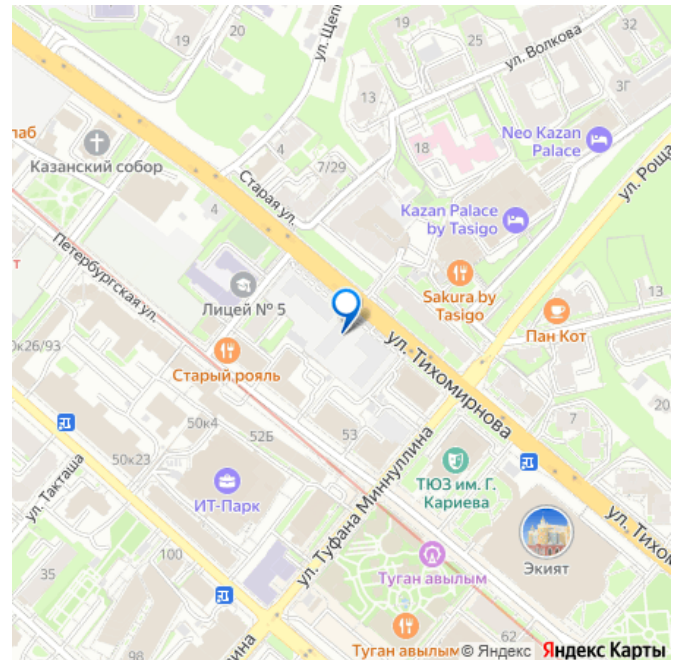 19
20
ул. Щеп
19
25
ул. Волкова
32
3Г
13
лаб
Казанский собор
4
7/29
18
Neo Kazan
Palace
Старая ул.
ул. Роща
4
Kazan Palace
by Tasigo
Петербургская ул.
т
Лицей № 5
Sakura by
Tasigo
13
Пан Кот
к26/93
Старый рояль
ул. Тихомирнова
50к4
52Б
53
7
20
50к23
ул. Такташа
ИТ-Парк
ул. Туфана Миннуллина
ТЮЗ им. Г.
Кариева
ул. Тихом
100
Экият
35
Туган авылым
98
лина
Туган авылым
62
© Яндекс Яндекс Карты